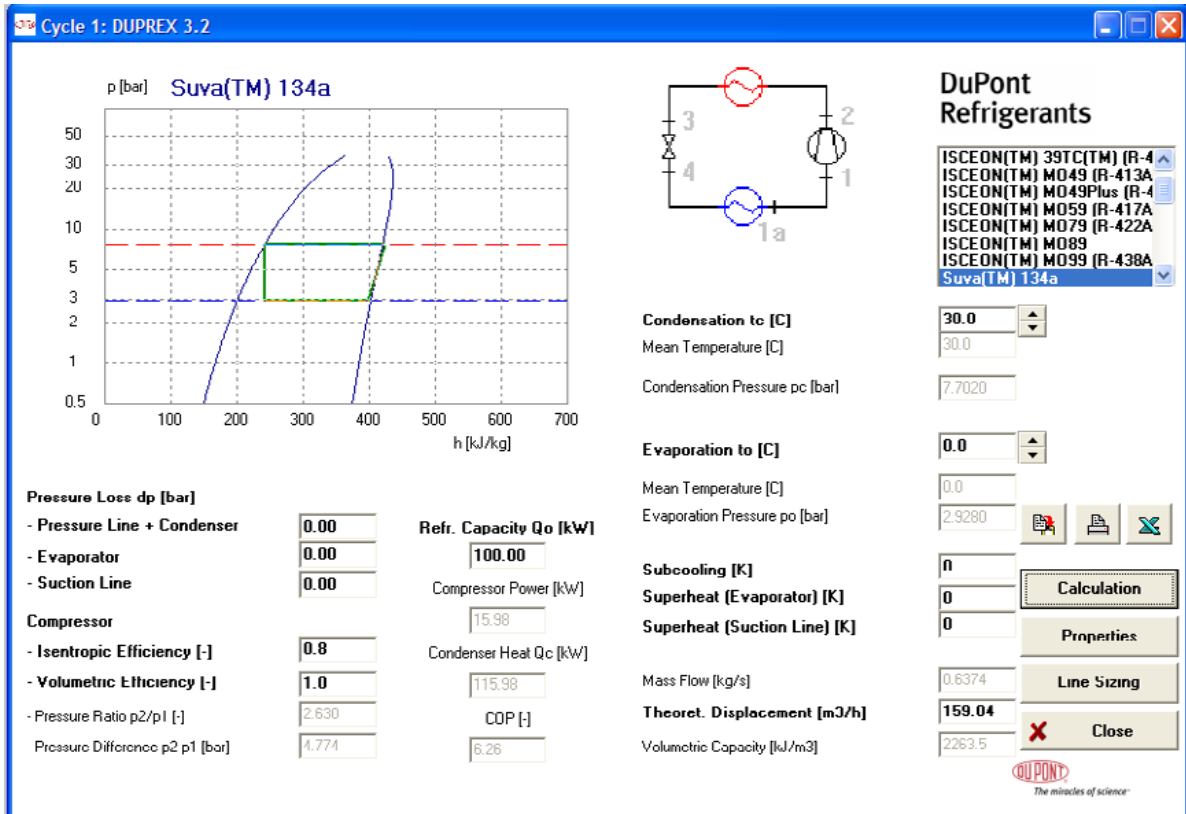 Cycle 1: DUPREX 3.2
p [bar] Suva(TM) 134a
50
30
20
10
5
3
2
1
0.5
0 100 200 300 400 500 600 700
h [kJ/kg]
2
3
4
1
1a
DuPont
Refrigerants
ISCEON(TM) 39TC(TM) (R-4
ISCEON(TM) MO49 (R-413A
ISCEON(TM) MO49Plus (R-4
ISCEON(TM) MO59 (R-417A
ISCEON(TM) MO79 (R-422A
ISCEON(TM) MO89
ISCEON(TM) MO99 (R-438A
Suva(TM) 134a
Condensation tc [C] 30.0
Mean Temperature [C] 30.0
Condensation Pressure pc [bar] 7.7020
Evaporation to [C] 0.0
Mean Temperature [C] 0.0
Evaporation Pressure po [bar] 2.9280
Subcooling [K] 0
Superheat (Evaporator) [K] 0
Superheat (Suction Line) [K] 0
Mass Flow [kg/s] 0.6374
Theoret. Displacement [m3/h] 159.04
Volumetric Capacity [kJ/m3] 2263.5
Calculation
Properties
Line Sizing
Close
Pressure Loss dp [bar]
- Pressure Line + Condenser 0.00
- Evaporator 0.00
- Suction Line 0.00
Compressor
- Isentropic Efficiency [-] 0.8
- Volumetric Efficiency [-] 1.0
- Pressure Ratio p2/p1 [-] 2.630
Pressure Difference p2 p1 [bar] 4.774
Refr. Capacity Qo [kW]
100.00
Compressor Power [kW]
15.98
Condenser Heat Qc [kW]
115.98
COP [-]
6.26
DU PONT
The miracles of science™